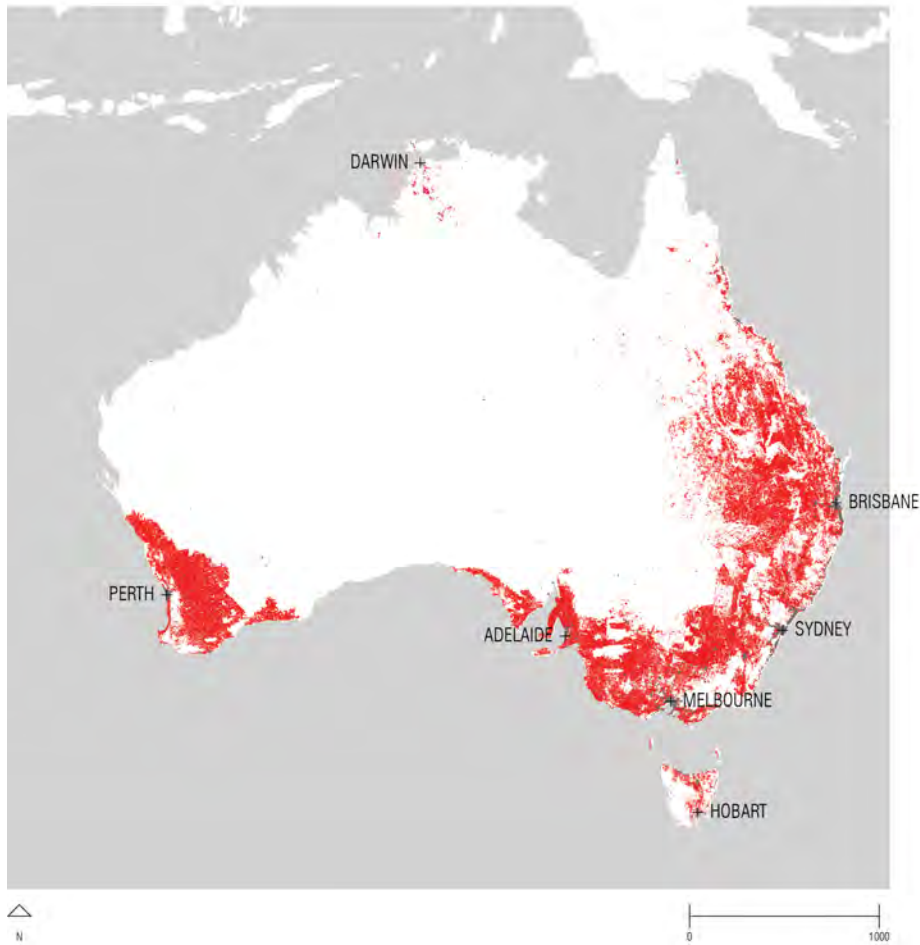 DARWIN
BRISBANE
PERTH
SYDNEY
ADELAIDE
MELBOURNE
HOBART
N
0 1000